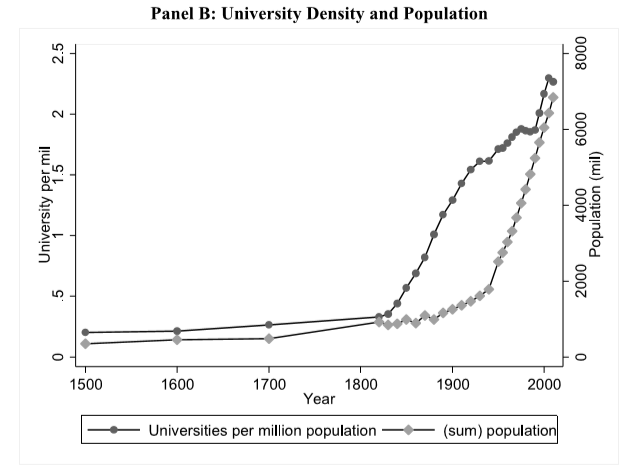 Panel B: University Density and Population
2.5
2
1.5
1
.5
0
University per mil
8000
6000
4000
2000
0
Population (mil)
1500 1600 1700 1800 1900 2000
Year
Universities per million population (sum) population